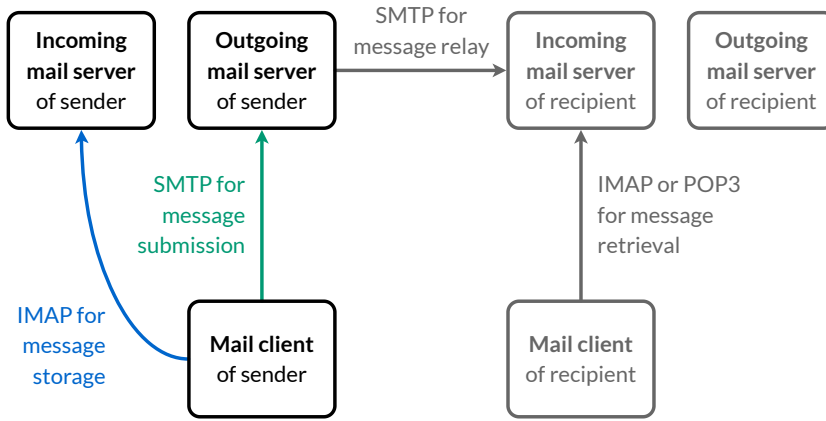 Incoming
mail server
of sender
Outgoing
mail server
of sender
SMTP for
message relay
Incoming
mail server
of recipient
Outgoing
mail server
of recipient
SMTP for
message
submission
IMAP or POP3
for message
retrieval
IMAP for
message
storage
Mail client
of sender
Mail client
of recipient